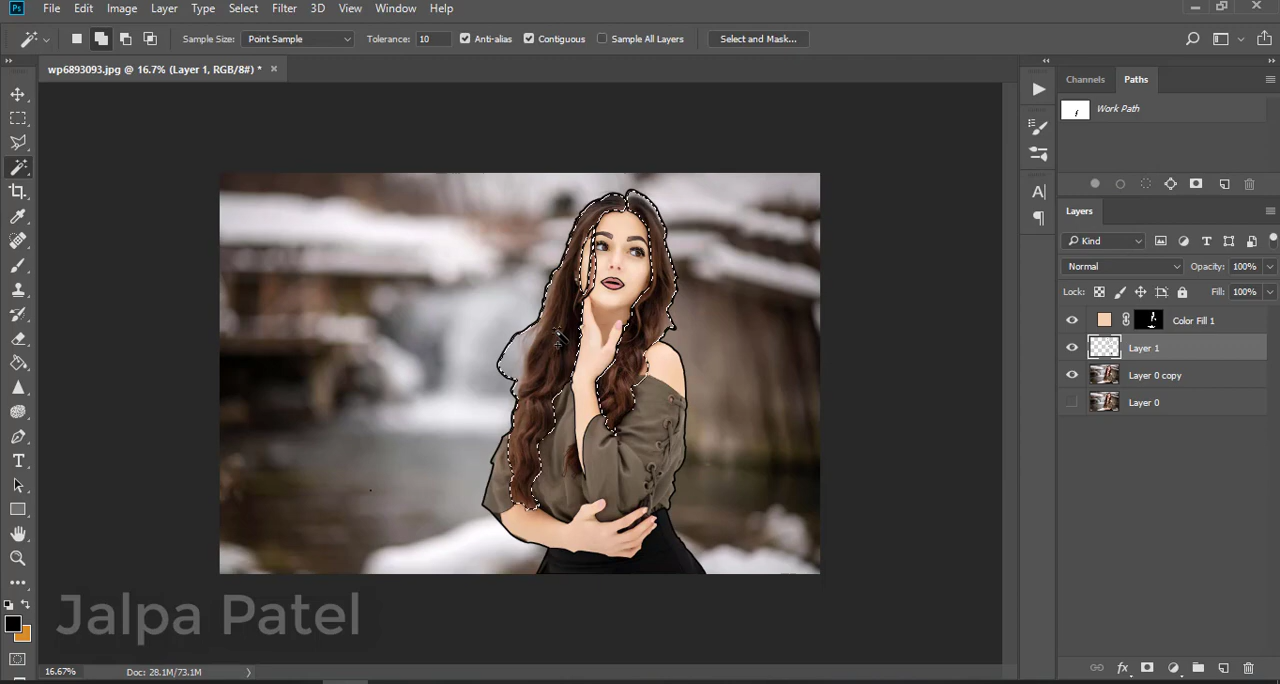 Ps File Edit Image Layer Type Select Filter 3D View Window Help
Sample Size: Point Sample Tolerance: 10 Anti-alias Contiguous Sample All Layers Select and Mask...
wp6893093.jpg @ 16.7% (Layer 1, RGB/8#) * ×
Channels Paths
Work Path
Layers
Kind
Normal Opacity: 100%
Lock: Fill: 100%
Color Fill 1
Layer 1
Layer 0 copy
Layer 0
Jalpa Patel
16.67% Doc: 28.1M/73.1M